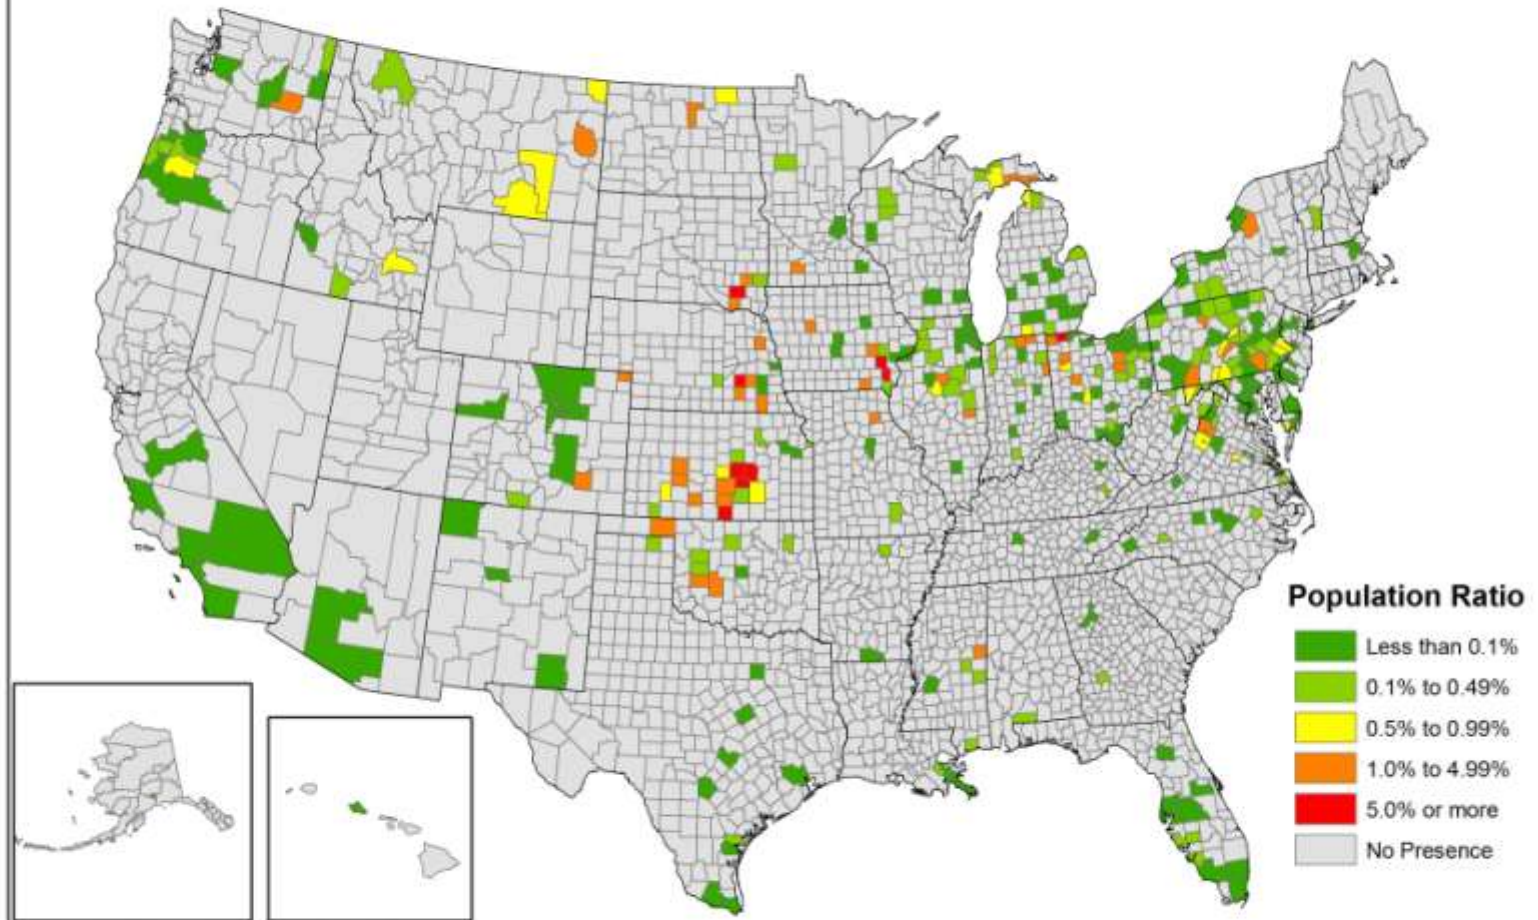 Population Ratio
Less than 0.1%
0.1% to 0.49%
0.5% to 0.99%
1.0% to 4.99%
5.0% or more
No Presence